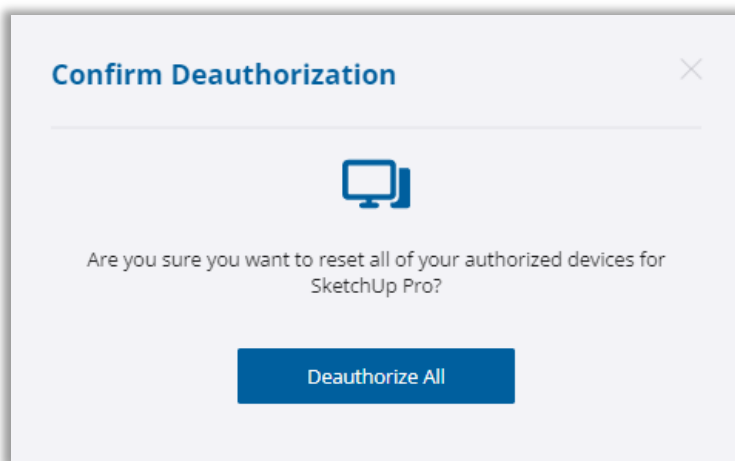 Confirm Deauthorization
Are you sure you want to reset all of your authorized devices for
SketchUp Pro?
Deauthorize All